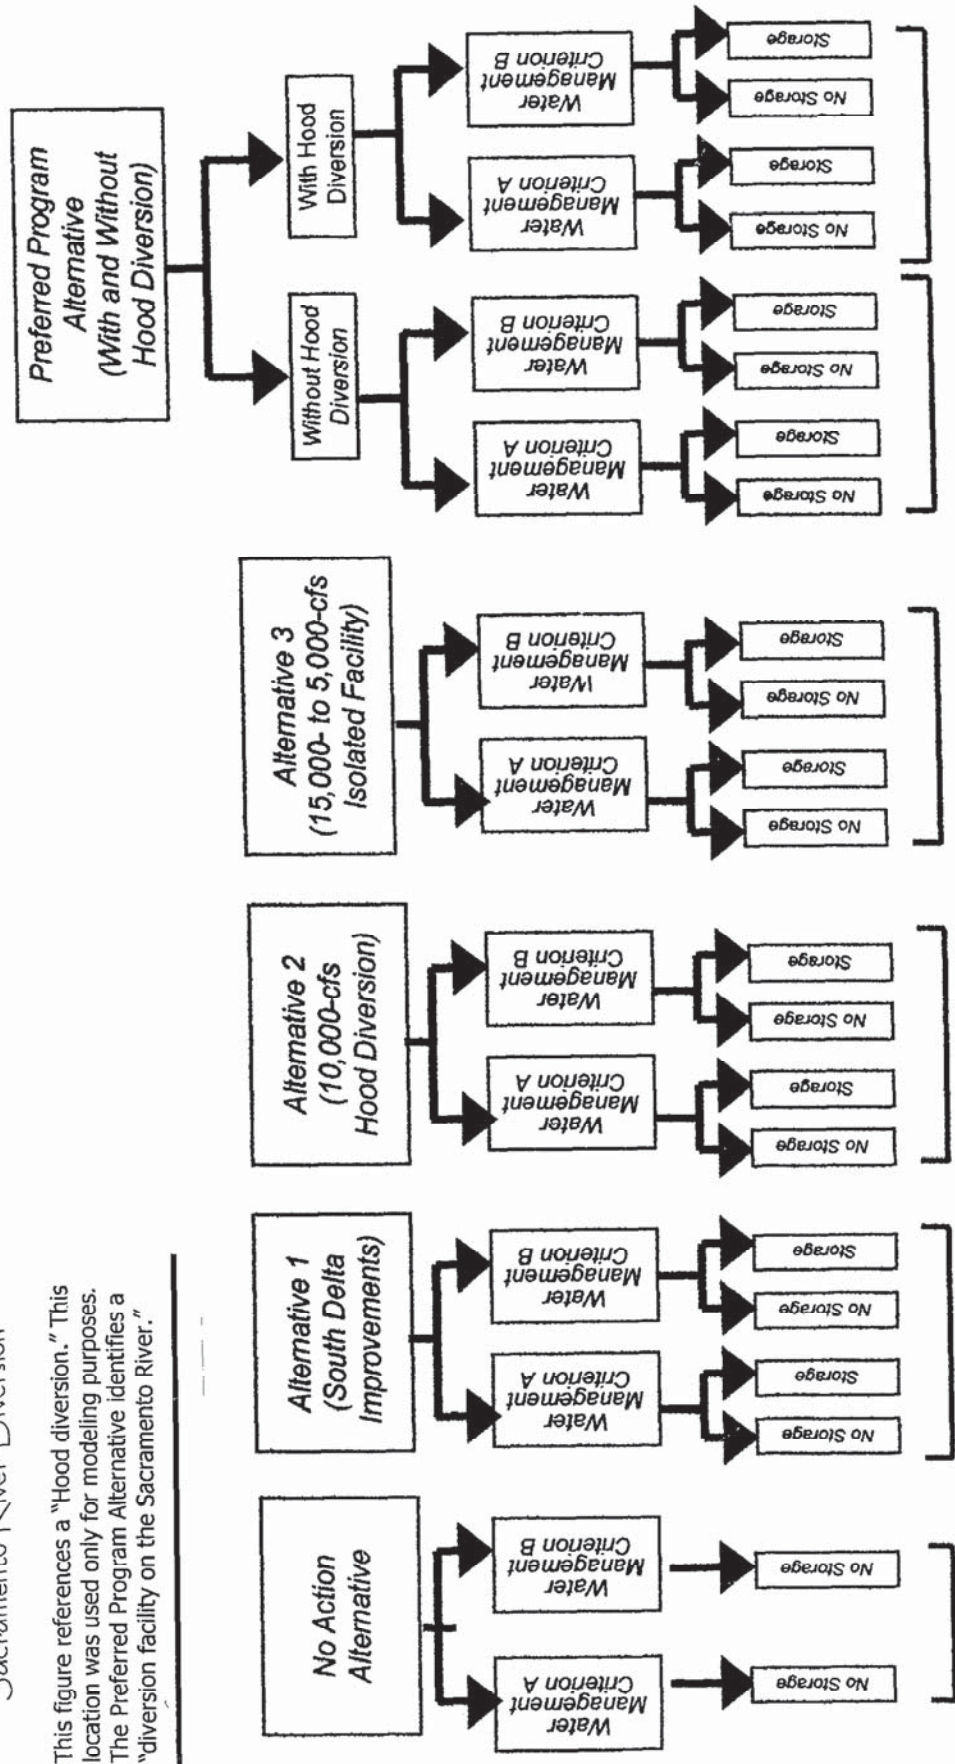 Sacramento River Diversion
This figure references a "Hood diversion." This
location was used only for modeling purposes.
The Preferred Program Alternative identifies a
"diversion facility on the Sacramento River."
No Action
Alternative
Water
Management
Criterion A
No Storage
Water
Management
Criterion B
No Storage
Alternative 1
(South Delta
Improvements)
Water
Management
Criterion A
No Storage
Storage
Water
Management
Criterion B
No Storage
Storage
Alternative 2
(10,000-cfs
Hood Diversion)
Water
Management
Criterion A
No Storage
Storage
Water
Management
Criterion B
No Storage
Storage
Alternative 3
(15,000- to 5,000-cfs
Isolated Facility)
Water
Management
Criterion A
No Storage
Storage
Water
Management
Criterion B
No Storage
Storage
Preferred Program
Alternative
(With and Without
Hood Diversion)
Without Hood
Diversion
Water
Management
Criterion A
No Storage
Storage
Water
Management
Criterion B
No Storage
Storage
With Hood
Diversion
Water
Management
Criterion A
No Storage
Storage
Water
Management
Criterion B
No Storage
Storage